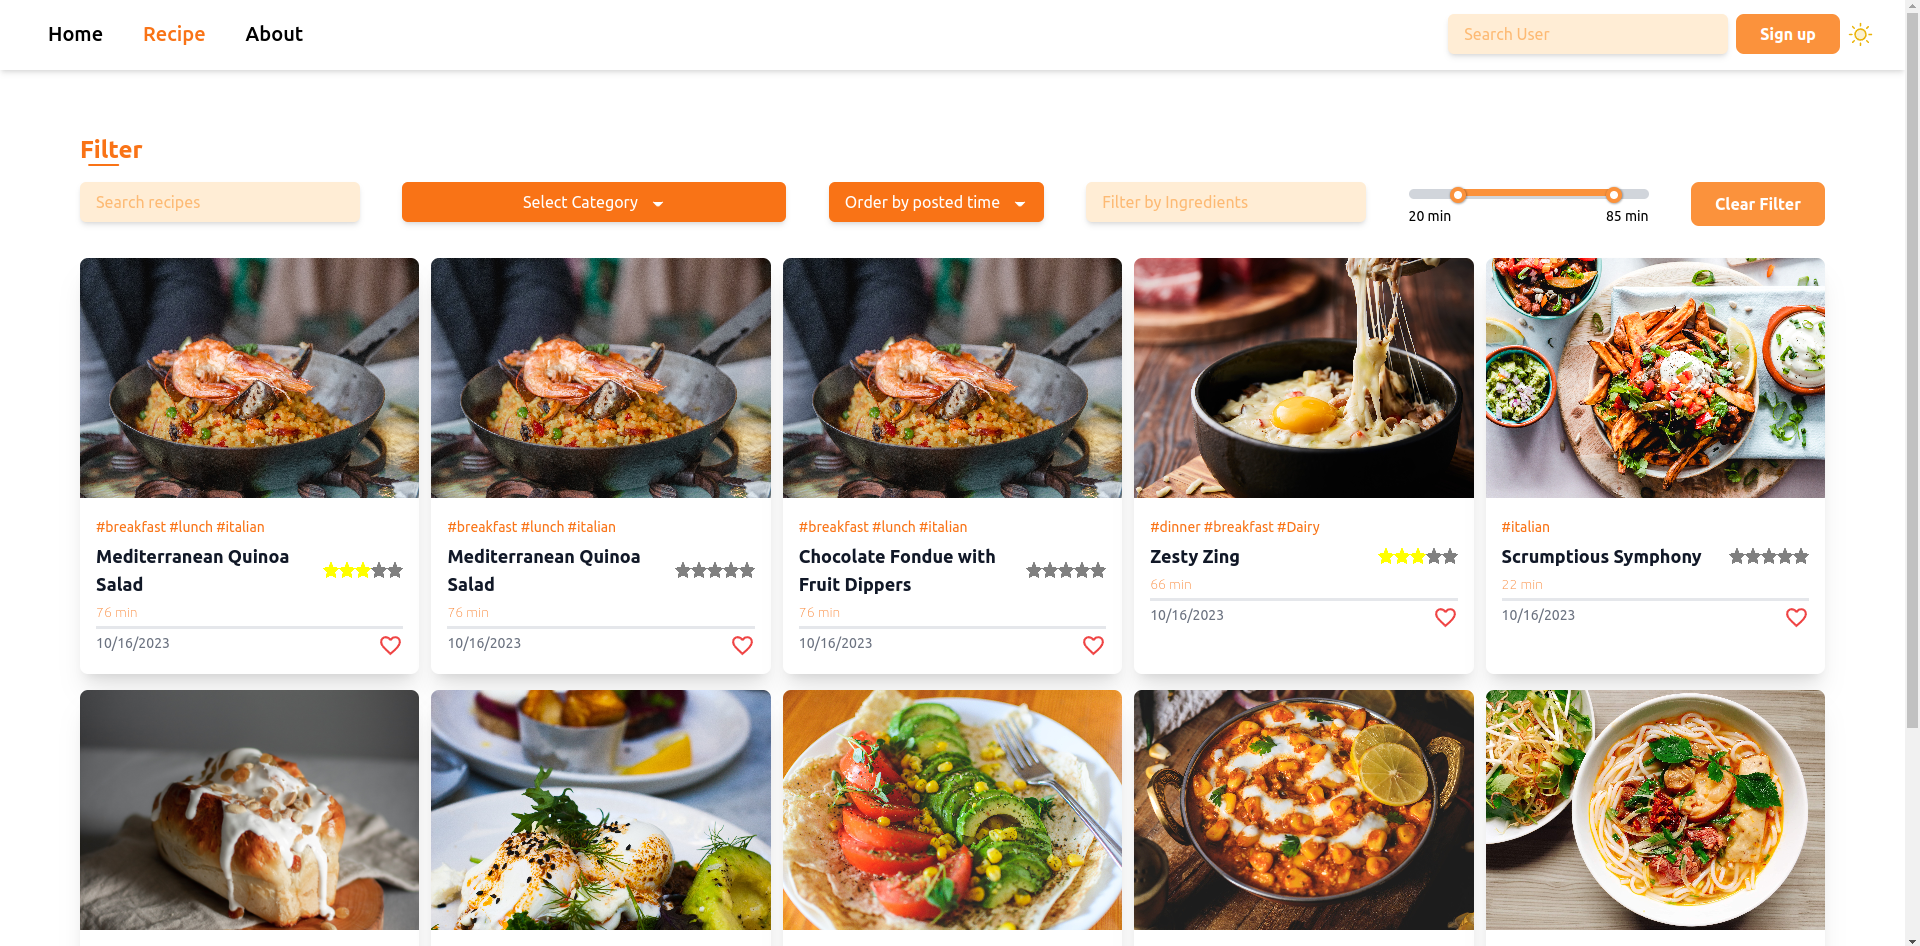 Home Recipe About Search User Sign up
Filter
Search recipes Select Category Order by posted time Filter by Ingredients 20 min 85 min Clear Filter
#breakfast #lunch #italian
Mediterranean Quinoa
Salad
76 min
10/16/2023
#breakfast #lunch #italian
Mediterranean Quinoa
Salad
76 min
10/16/2023
#breakfast #lunch #italian
Chocolate Fondue with
Fruit Dippers
76 min
10/16/2023
#dinner #breakfast #Dairy
Zesty Zing
66 min
10/16/2023
#italian
Scrumptious Symphony
22 min
10/16/2023